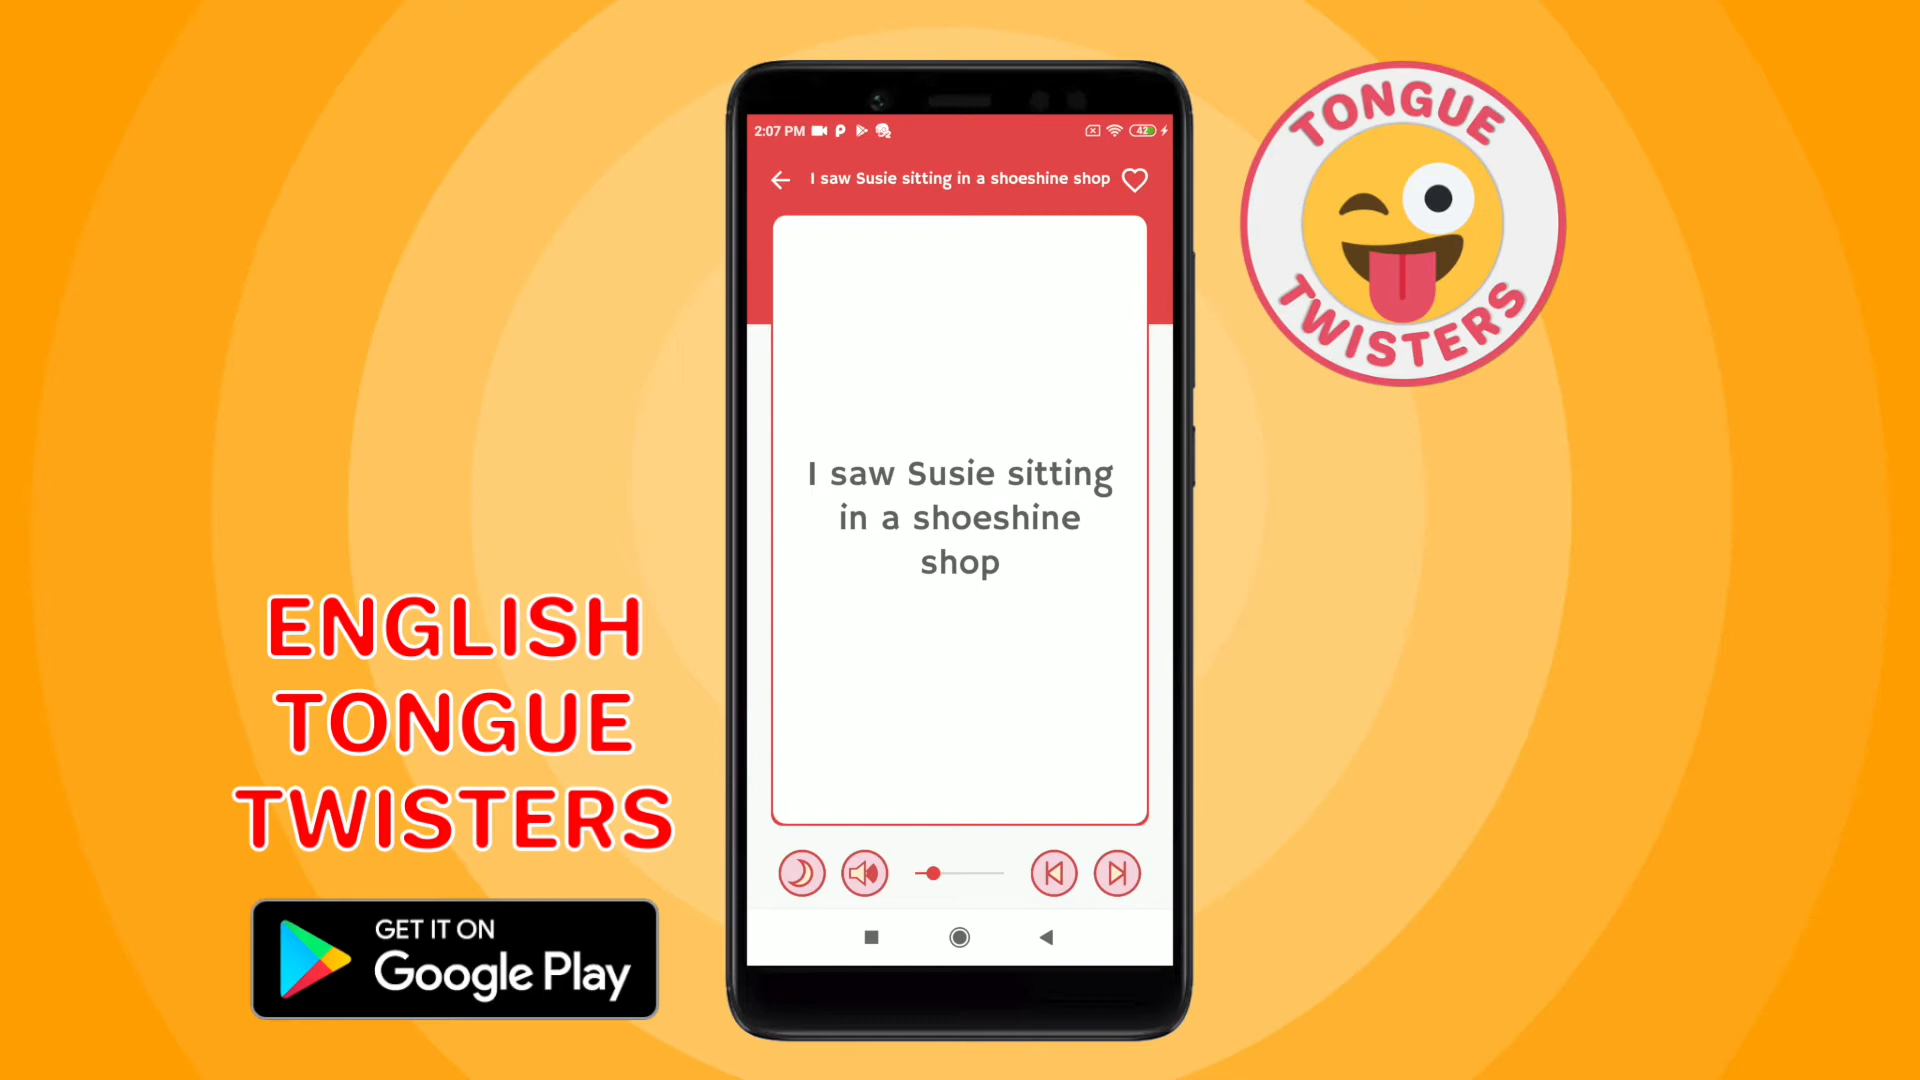 2:07 PM
42
I saw Susie sitting in a shoeshine shop
I saw Susie sitting
in a shoeshine
shop
TONGUE
TWISTERS
ENGLISH
TONGUE
TWISTERS
GET IT ON
Google Play